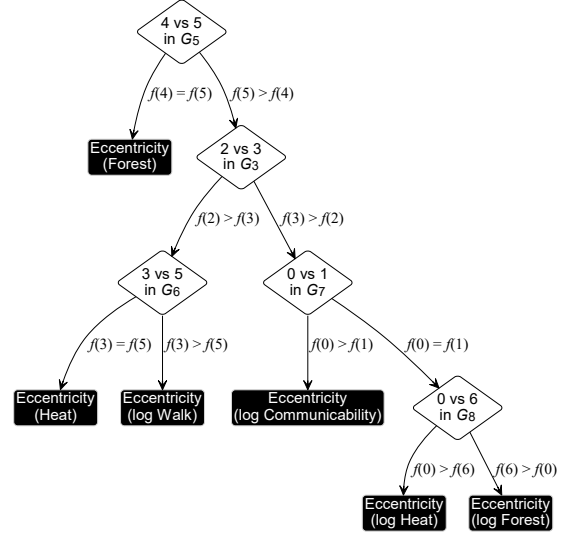 4 vs 5
in G5
f(4) = f(5)
f(5) > f(4)
Eccentricity
(Forest)
2 vs 3
in G3
f(2) > f(3)
f(3) > f(2)
3 vs 5
in G6
0 vs 1
in G7
f(3) = f(5)
f(3) > f(5)
f(0) > f(1)
f(0) = f(1)
Eccentricity
(Heat)
Eccentricity
(log Walk)
Eccentricity
(log Communicability)
0 vs 6
in G8
f(0) > f(6)
f(6) > f(0)
Eccentricity
(log Heat)
Eccentricity
(log Forest)